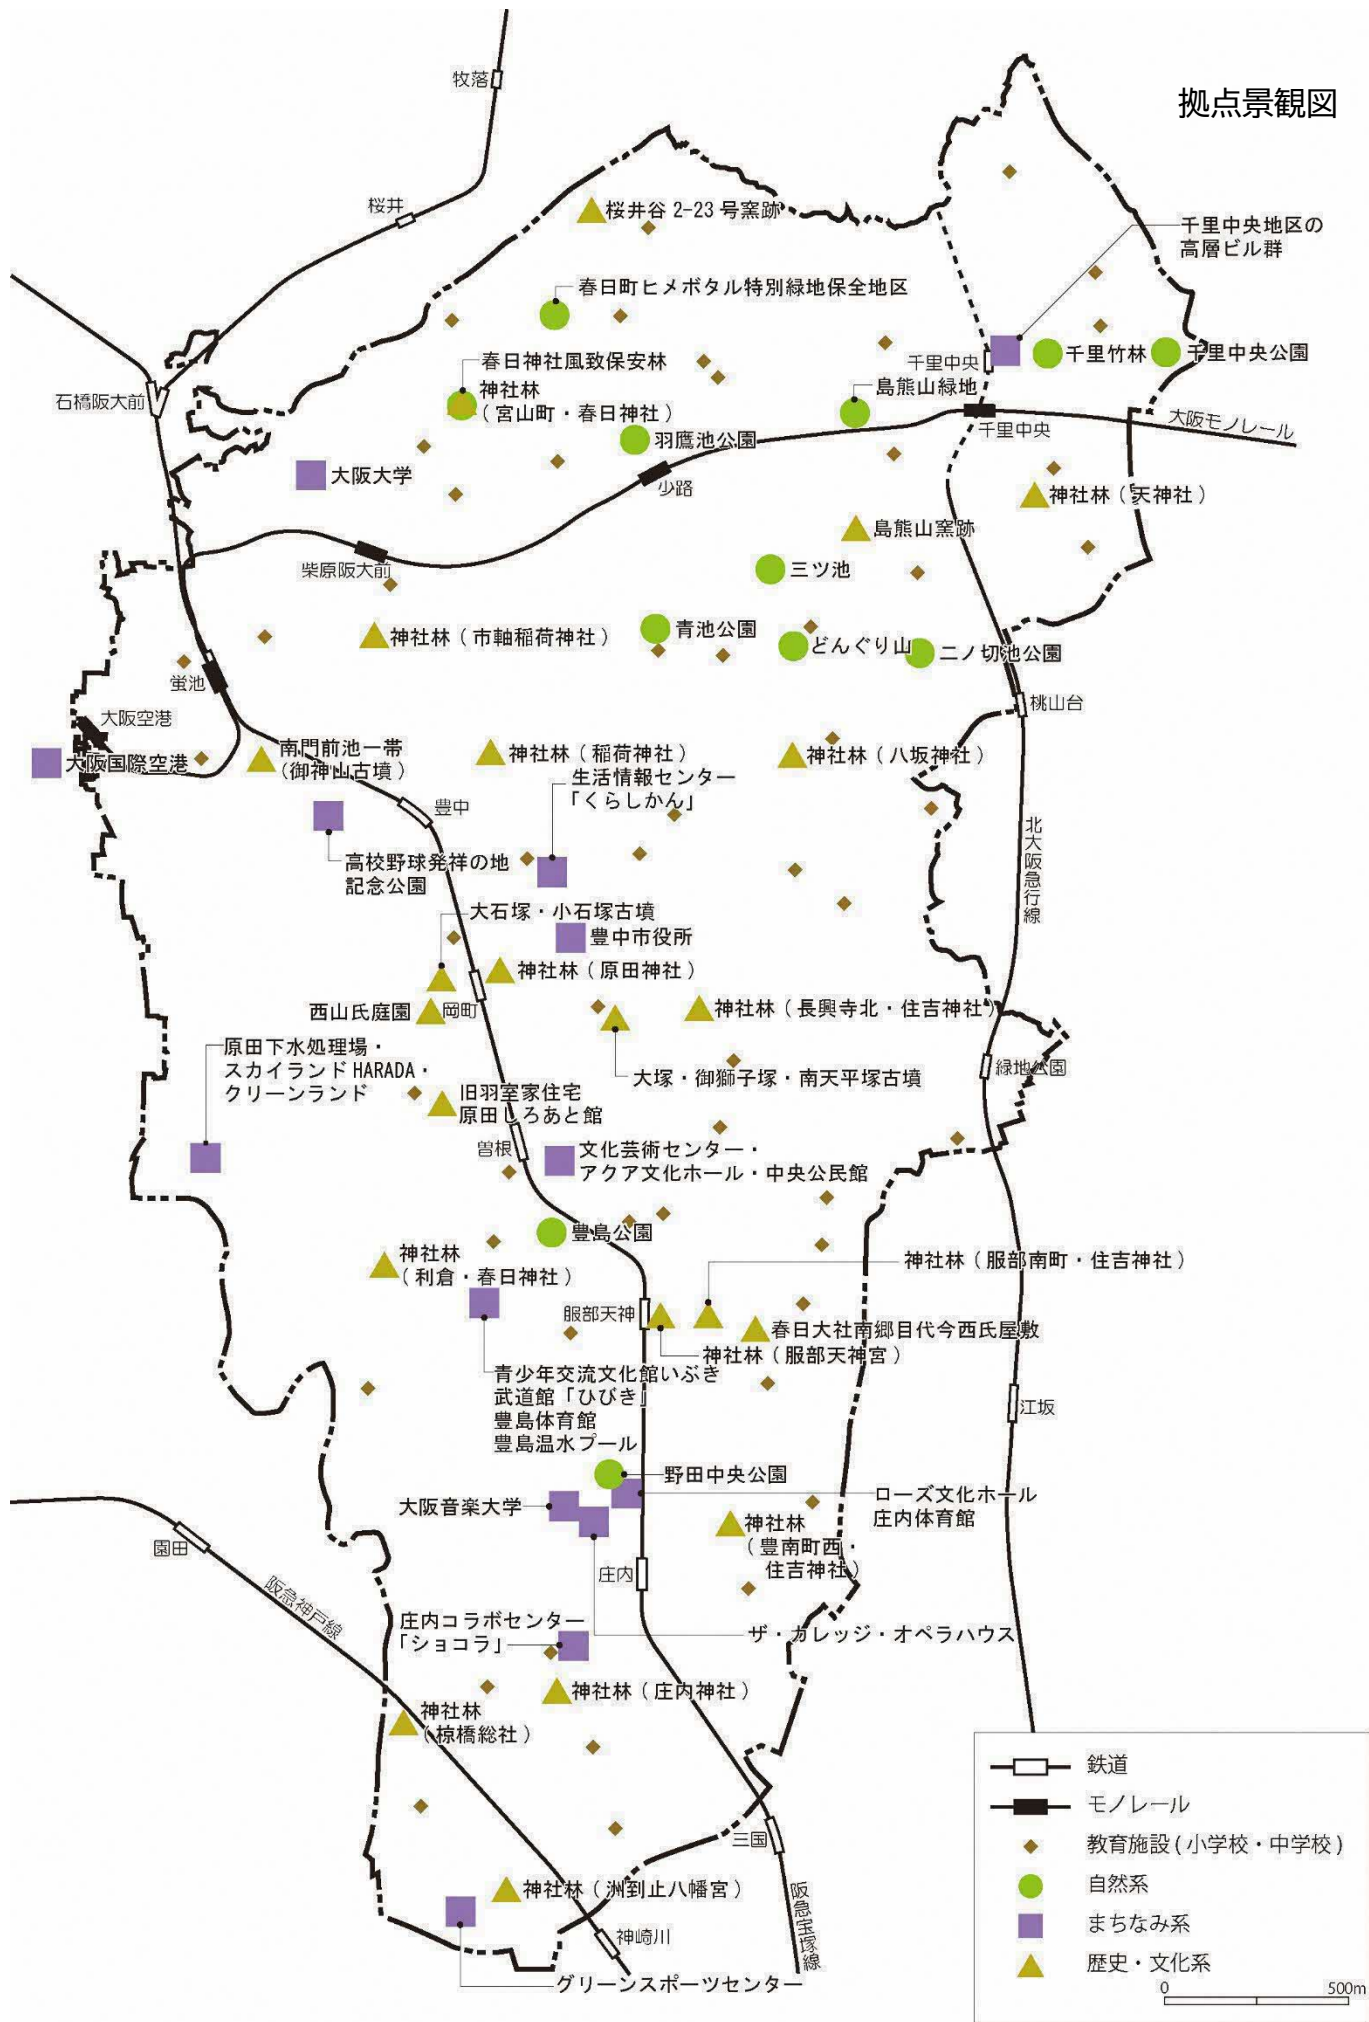 拠点景観図
牧落
桜井
桜井谷 2-23 号窯跡
千里中央地区の
高層ビル群
春日町ヒメボタル特別緑地保全地区
春日神社風致保安林
神社林
（宮山町・春日神社）
千里中央
千里竹林
千里中央公園
石橋阪大前
島熊山緑地
千里中央
大阪モノレール
羽鷹池公園
大阪大学
少路
神社林（天神社）
島熊山窯跡
柴原阪大前
三ツ池
神社林（市軸稲荷神社）
青池公園
どんぐり山
二ノ切池公園
蛍池
桃山台
大阪空港
大阪国際空港
南門前池一帯
（御神山古墳）
神社林（稲荷神社）
神社林（八坂神社）
生活情報センター
「くらしかん」
豊中
高校野球発祥の地
記念公園
北大阪急行線
大石塚・小石塚古墳
豊中市役所
神社林（原田神社）
西山氏庭園
岡町
神社林（長興寺北・住吉神社）
原田下水処理場・
スカイランド HARADA・
クリーンランド
大塚・御獅子塚・南天平塚古墳
緑地公園
旧羽室家住宅
原田しろあと館
曽根
文化芸術センター・
アクア文化ホール・中央公民館
豊島公園
神社林
（利倉・春日神社）
神社林（服部南町・住吉神社）
服部天神
春日大社南郷目代今西氏屋敷
神社林（服部天神宮）
青少年交流文化館いぶき
武道館「ひびき」
豊島体育館
豊島温水プール
江坂
野田中央公園
大阪音楽大学
ローズ文化ホール
庄内体育館
神社林
（豊南町西・
住吉神社）
園田
庄内
阪急神戸線
庄内コラボセンター
「ショコラ」
ザ・カレッジ・オペラハウス
神社林（庄内神社）
神社林
（椋橋総社）
三国
神社林（洲到止八幡宮）
神崎川
阪急宝塚線
グリーンスポーツセンター
鉄道
モノレール
教育施設(小学校・中学校)
自然系
まちなみ系
歴史・文化系
0 500m